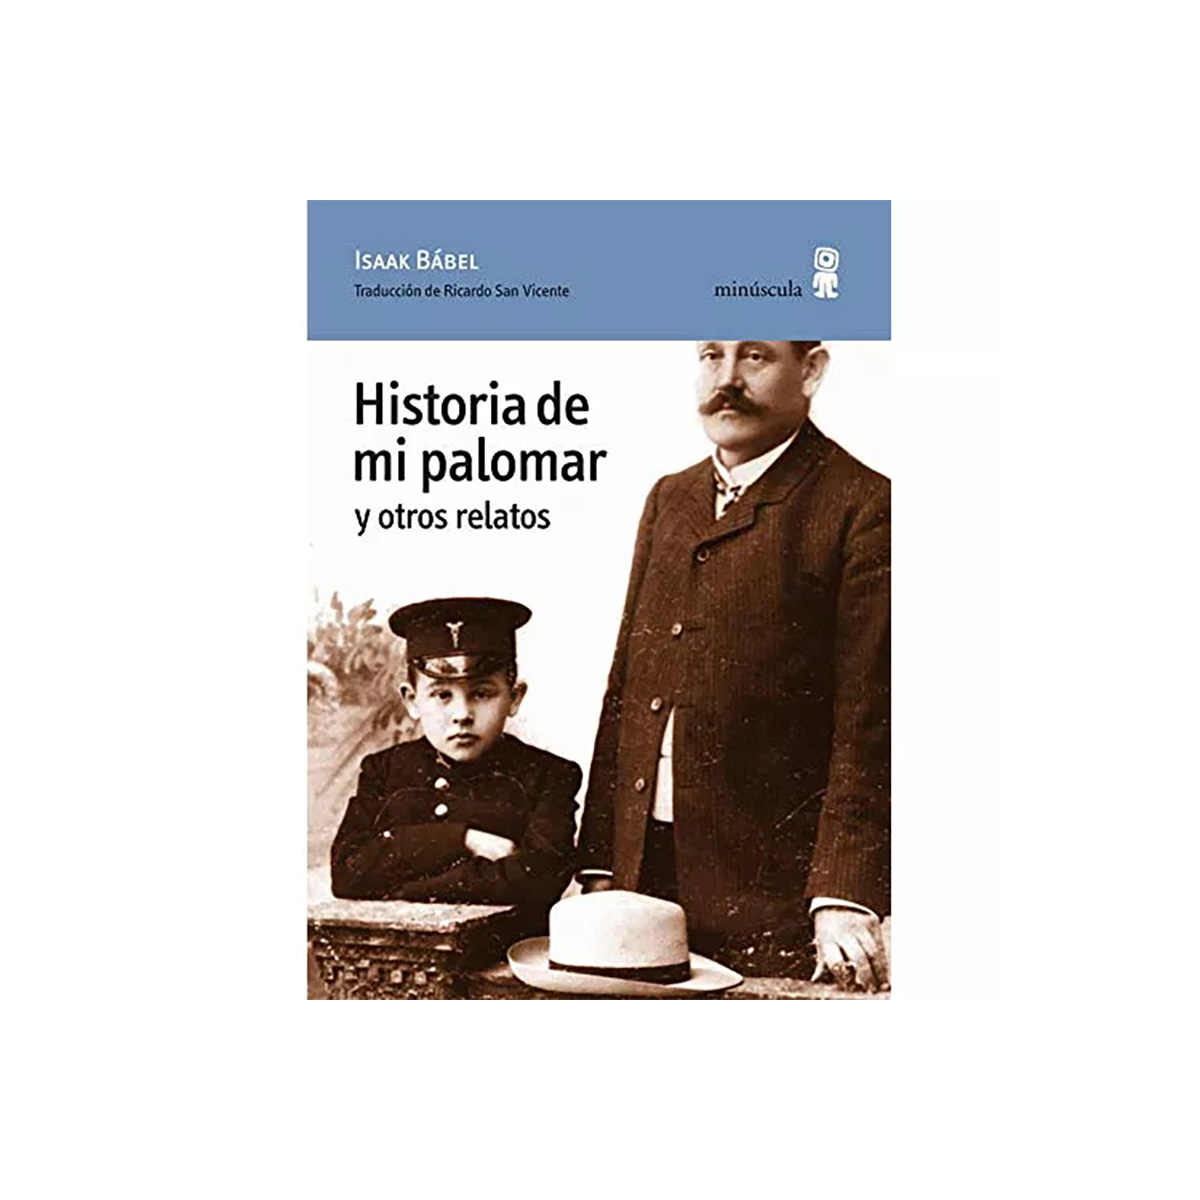 Isaak Bábel
Traducción de Ricardo San Vicente
minúscula
Historia de
mi palomar
y otros relatos